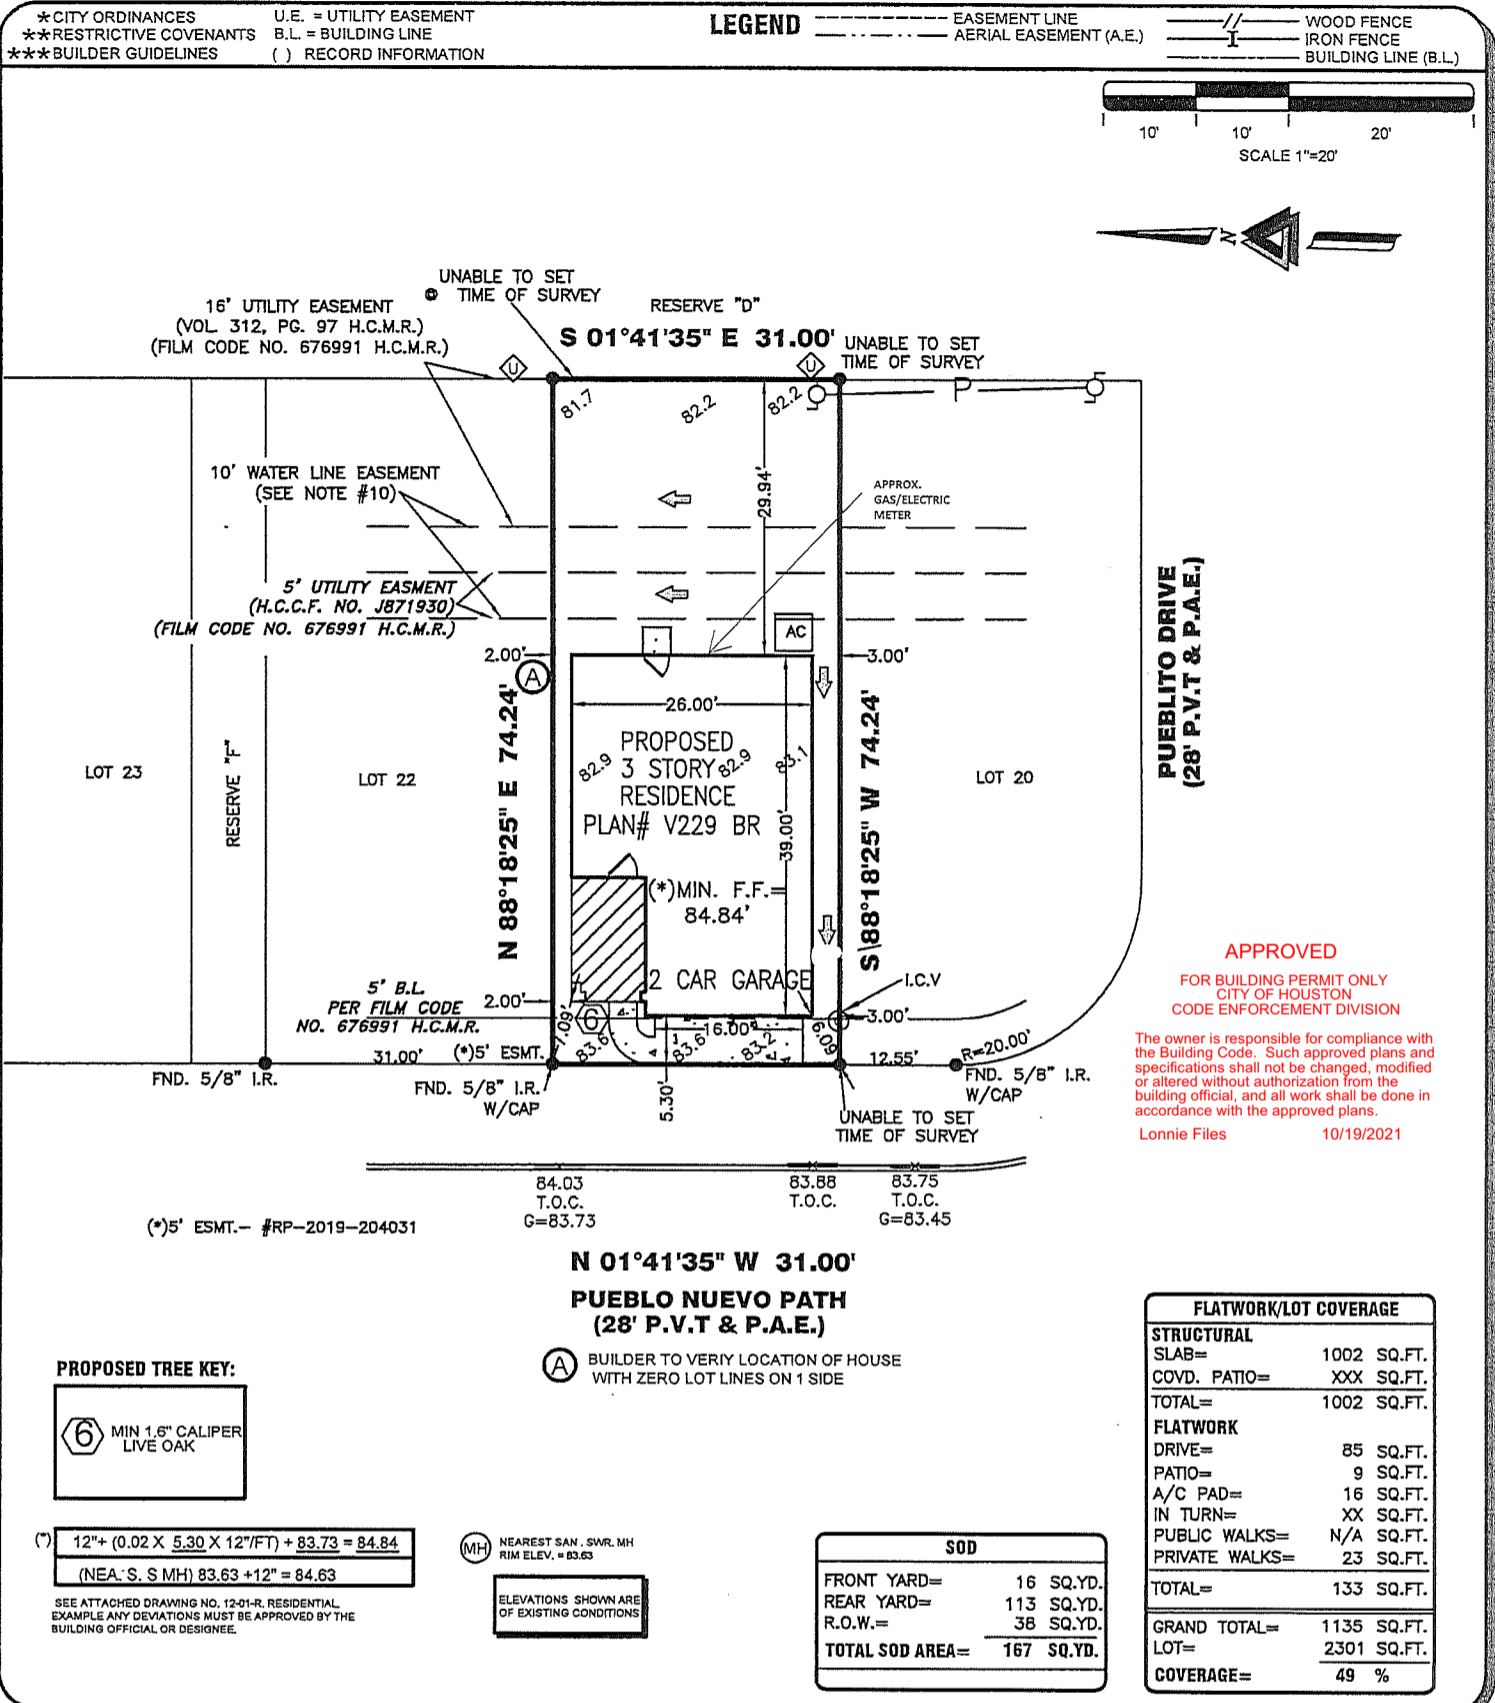 *CITY ORDINANCES
**RESTRICTIVE COVENANTS
***BUILDER GUIDELINES
U.E. = UTILITY EASEMENT
B.L. = BUILDING LINE
( ) RECORD INFORMATION
LEGEND
EASEMENT LINE
AERIAL EASEMENT (A.E.)
WOOD FENCE
IRON FENCE
BUILDING LINE (B.L.)
10' 10' 20'
SCALE 1"=20'
N
UNABLE TO SET
TIME OF SURVEY
RESERVE "D"
16' UTILITY EASEMENT
(VOL. 312, PG. 97 H.C.M.R.)
(FILM CODE NO. 676991 H.C.M.R.)
S 01°41'35" E 31.00'
UNABLE TO SET
TIME OF SURVEY
U
U
81.7
82.2
82.2
P
10' WATER LINE EASEMENT
(SEE NOTE #10)
29.94'
APPROX.
GAS/ELECTRIC
METER
5' UTILITY EASMENT
(H.C.C.F. NO. J871930)
(FILM CODE NO. 676991 H.C.M.R.)
AC
2.00'
3.00'
A
26.00'
PROPOSED
3 STORY
RESIDENCE
PLAN# V229 BR
82.9
82.9
83.1
39.00'
(*)MIN. F.F.=
84.84'
2 CAR GARAGE
N 88°18'25" E 74.24'
S 88°18'25" W 74.24'
LOT 23
RESERVE "F"
LOT 22
LOT 20
PUEBLITO DRIVE
(28' P.V.T & P.A.E.)
5' B.L.
PER FILM CODE
NO. 676991 H.C.M.R.
2.00'
I.C.V
3.00'
6
16.00'
1.09'
6.09
83.6
83.6
83.2
31.00'
(*)5' ESMT.
12.55'
R=20.00'
FND. 5/8" I.R.
FND. 5/8" I.R.
W/CAP
5.30'
FND. 5/8" I.R.
W/CAP
UNABLE TO SET
TIME OF SURVEY
APPROVED
FOR BUILDING PERMIT ONLY
CITY OF HOUSTON
CODE ENFORCEMENT DIVISION
The owner is responsible for compliance with
the Building Code. Such approved plans and
specifications shall not be changed, modified
or altered without authorization from the
building official, and all work shall be done in
accordance with the approved plans.
Lonnie Files 10/19/2021
84.03
T.O.C.
G=83.73
83.88
T.O.C.
83.75
T.O.C.
G=83.45
(*)5' ESMT.- #RP-2019-204031
N 01°41'35" W 31.00'
PUEBLO NUEVO PATH
(28' P.V.T & P.A.E.)
A BUILDER TO VERIY LOCATION OF HOUSE
WITH ZERO LOT LINES ON 1 SIDE
PROPOSED TREE KEY:
6 MIN 1.6" CALIPER
LIVE OAK
(*) 12"+ (0.02 X 5.30 X 12"/FT) + 83.73 = 84.84
(NEA. S. S MH) 83.63 +12" = 84.63
SEE ATTACHED DRAWING NO. 12-01-R. RESIDENTIAL
EXAMPLE ANY DEVIATIONS MUST BE APPROVED BY THE
BUILDING OFFICIAL OR DESIGNEE.
MH NEAREST SAN . SWR. MH
RIM ELEV. = 83.63
ELEVATIONS SHOWN ARE
OF EXISTING CONDITIONS
SOD
FRONT YARD= 16 SQ.YD.
REAR YARD= 113 SQ.YD.
R.O.W.= 38 SQ.YD.
TOTAL SOD AREA= 167 SQ.YD.
FLATWORK/LOT COVERAGE
STRUCTURAL
SLAB= 1002 SQ.FT.
COVD. PATIO= XXX SQ.FT.
TOTAL= 1002 SQ.FT.
FLATWORK
DRIVE= 85 SQ.FT.
PATIO= 9 SQ.FT.
A/C PAD= 16 SQ.FT.
IN TURN= XX SQ.FT.
PUBLIC WALKS= N/A SQ.FT.
PRIVATE WALKS= 23 SQ.FT.
TOTAL= 133 SQ.FT.
GRAND TOTAL= 1135 SQ.FT.
LOT= 2301 SQ.FT.
COVERAGE= 49 %